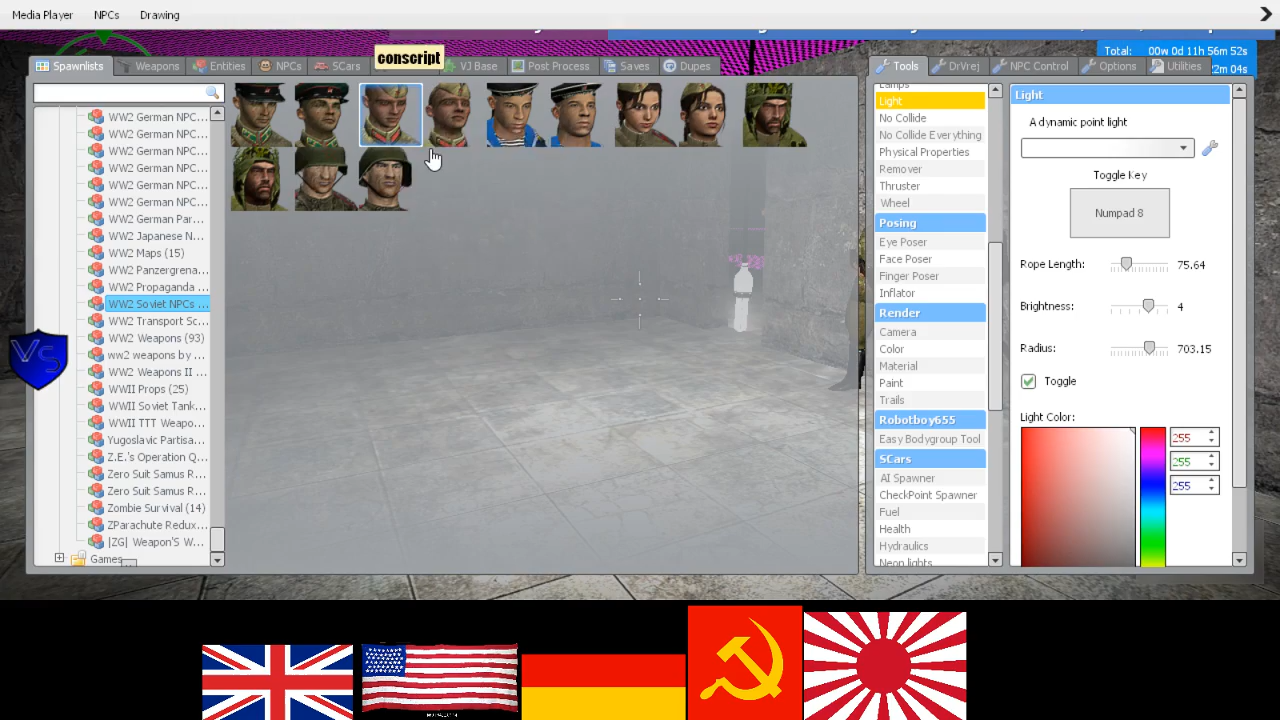 Media Player NPCs Drawing
conscript
Total: 00w 0d 11h 56m 52s
2m 04s
Spawnlists Weapons Entities NPCs SCars VJ Base Post Process Saves Dupes
WW2 German NPC...
WW2 German NPC...
WW2 German NPC...
WW2 German NPC...
WW2 German NPC...
WW2 German NPC...
WW2 German Par...
WW2 Japanese N...
WW2 Maps (15)
WW2 Panzergrena...
WW2 Propaganda ...
WW2 Soviet NPCs ...
WW2 Transport Sc...
WW2 Weapons (93)
ww2 weapons by ...
WW2 Weapons II ...
WWII Props (25)
WWII Soviet Tank...
WWII TTT Weapo...
Yugoslavic Partisa...
Z.E.'s Operation Q...
Zero Suit Samus R...
Zero Suit Samus R...
Zombie Survival (14)
ZParachute Redux...
|ZG| Weapon'S W...
Games
VS
Tools DrVrej NPC Control Options Utilities
Lamps
Light
No Collide
No Collide Everything
Physical Properties
Remover
Thruster
Wheel
Posing
Eye Poser
Face Poser
Finger Poser
Inflator
Render
Camera
Color
Material
Paint
Trails
Robotboy655
Easy Bodygroup Tool
SCars
AI Spawner
CheckPoint Spawner
Fuel
Health
Hydraulics
Neon lights
Light
A dynamic point light
Toggle Key
Numpad 8
Rope Length: 75.64
Brightness: 4
Radius: 703.15
Toggle
Light Color:
255
255
255